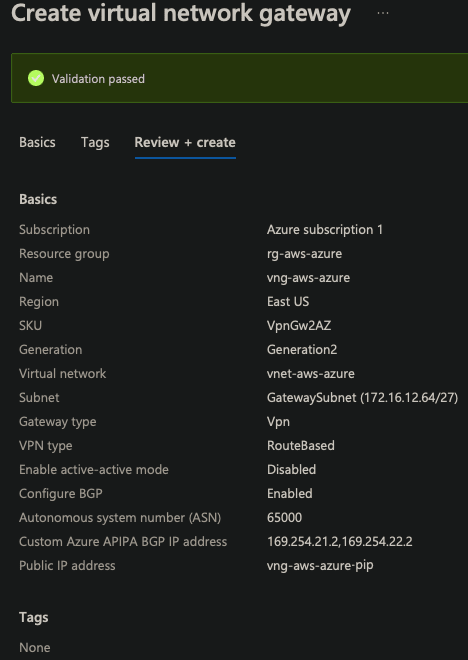 Create virtual network gateway ...
Validation passed
Basics Tags Review + create
Basics
Subscription Azure subscription 1
Resource group rg-aws-azure
Name vng-aws-azure
Region East US
SKU VpnGw2AZ
Generation Generation2
Virtual network vnet-aws-azure
Subnet GatewaySubnet (172.16.12.64/27)
Gateway type Vpn
VPN type RouteBased
Enable active-active mode Disabled
Configure BGP Enabled
Autonomous system number (ASN) 65000
Custom Azure APIPA BGP IP address 169.254.21.2,169.254.22.2
Public IP address vng-aws-azure-pip
Tags
None